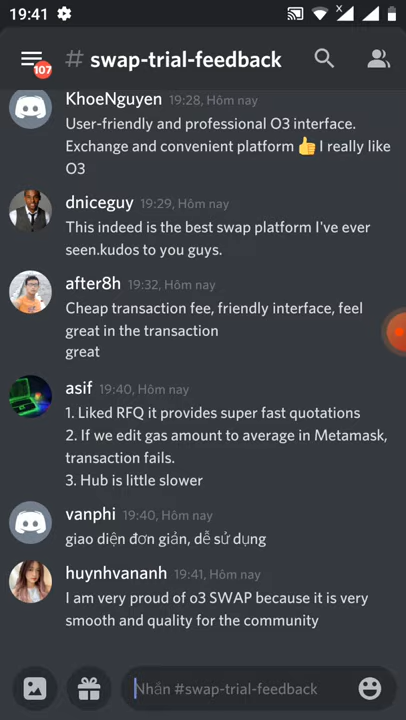 19:41
107
# swap-trial-feedback
KhoeNguyen 19:28, Hôm nay
User-friendly and professional O3 interface.
Exchange and convenient platform 👍 I really like
O3
dniceguy 19:29, Hôm nay
This indeed is the best swap platform I've ever
seen.kudos to you guys.
after8h 19:32, Hôm nay
Cheap transaction fee, friendly interface, feel
great in the transaction
great
asif 19:40, Hôm nay
1. Liked RFQ it provides super fast quotations
2. If we edit gas amount to average in Metamask,
transaction fails.
3. Hub is little slower
vanphi 19:40, Hôm nay
giao diện đơn giản, dễ sử dụng
huynhvananh 19:41, Hôm nay
I am very proud of o3 SWAP because it is very
smooth and quality for the community
Nhắn #swap-trial-feedback